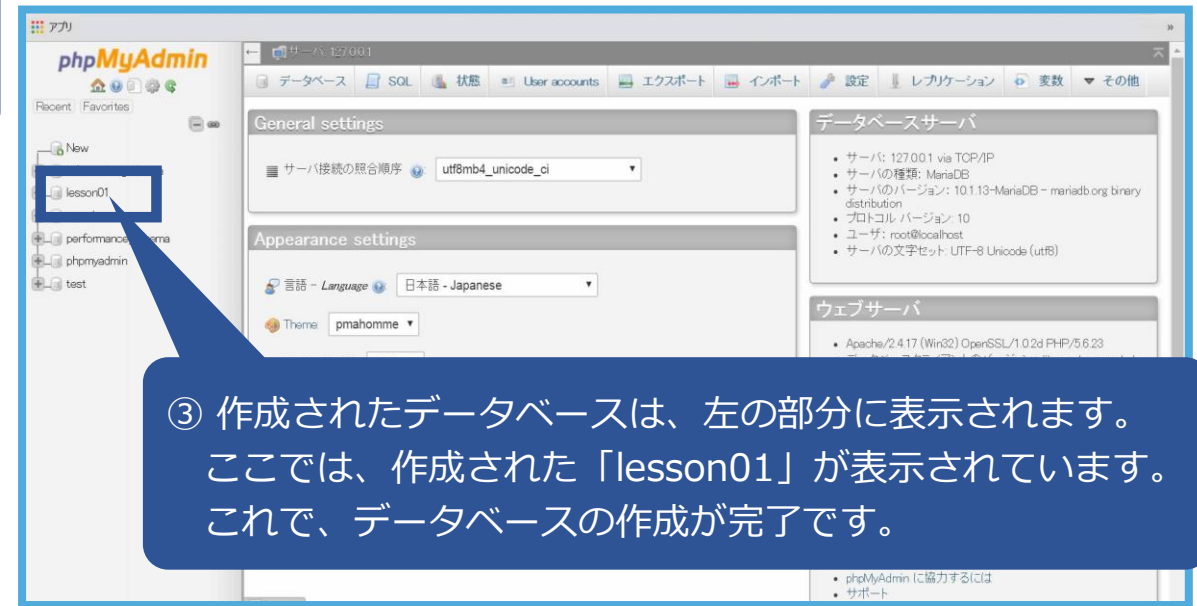 アプリ
»
phpMyAdmin
Recent Favorites
New
lesson01
performance
phpmyadmin
test
サーバ: 127.0.0.1
データベース SQL 状態 User accounts エクスポート インポート 設定 レプリケーション 変数 その他
General settings
サーバ接続の照合順序 utf8mb4_unicode_ci
Appearance settings
言語 - Language 日本語 - Japanese
Theme: pmahomme
データベースサーバ
サーバ: 127.0.0.1 via TCP/IP
サーバの種類: MariaDB
サーバのバージョン: 10.1.13-MariaDB - mariadb.org binary
distribution
プロトコル バージョン: 10
ユーザ: root@localhost
サーバの文字セット: UTF-8 Unicode (utf8)
ウェブサーバ
Apache/2.4.17 (Win32) OpenSSL/1.0.2d PHP/5.6.23
③ 作成されたデータベースは、左の部分に表示されます。
ここでは、作成された「lesson01」が表示されています。
これで、データベースの作成が完了です。
phpMyAdmin に協力するには
サポート